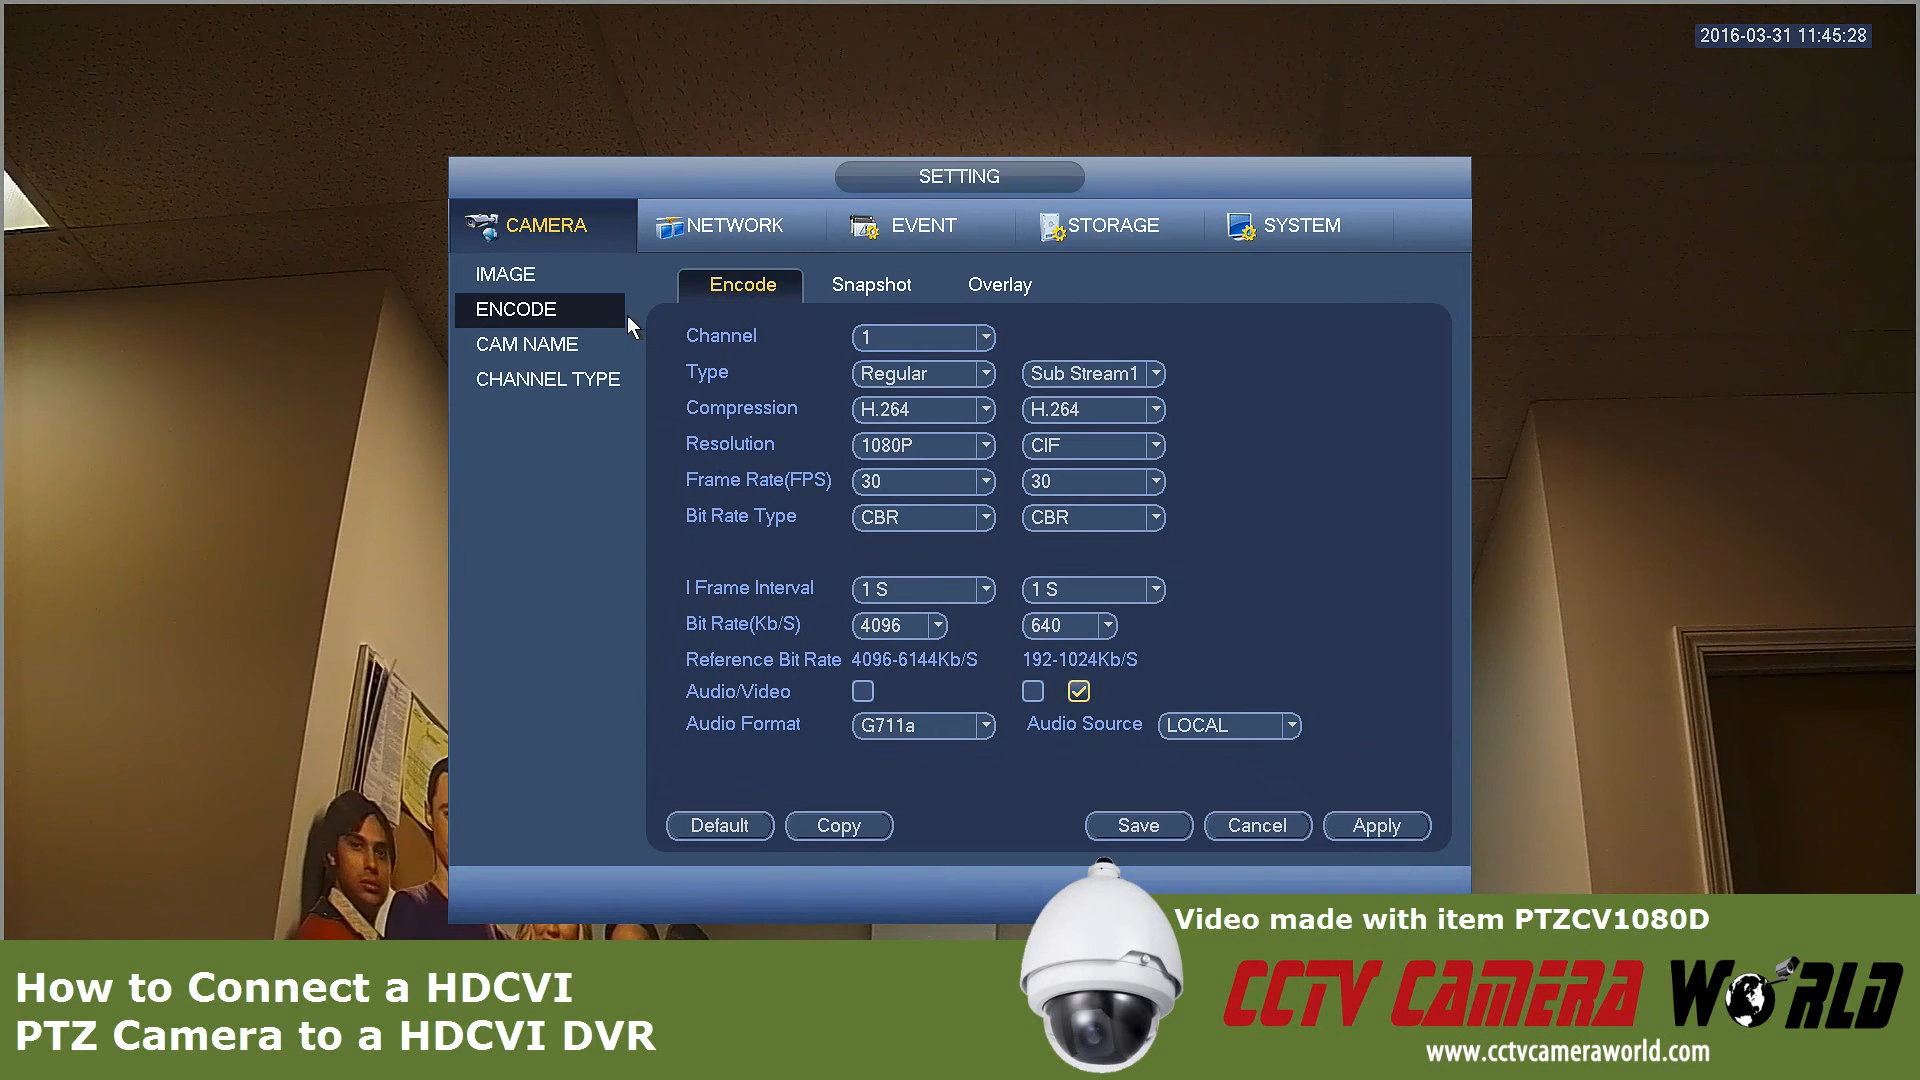 2016-03-31 11:45:28
SETTING
CAMERA NETWORK EVENT STORAGE SYSTEM
IMAGE
ENCODE
CAM NAME
CHANNEL TYPE
Encode Snapshot Overlay
Channel 1
Type Regular Sub Stream1
Compression H.264 H.264
Resolution 1080P CIF
Frame Rate(FPS) 30 30
Bit Rate Type CBR CBR
I Frame Interval 1 S 1 S
Bit Rate(Kb/S) 4096 640
Reference Bit Rate 4096-6144Kb/S 192-1024Kb/S
Audio/Video
Audio Format G711a Audio Source LOCAL
Default Copy Save Cancel Apply
Video made with item PTZCV1080D
How to Connect a HDCVI
PTZ Camera to a HDCVI DVR
CCTV CAMERA WORLD
www.cctvcameraworld.com